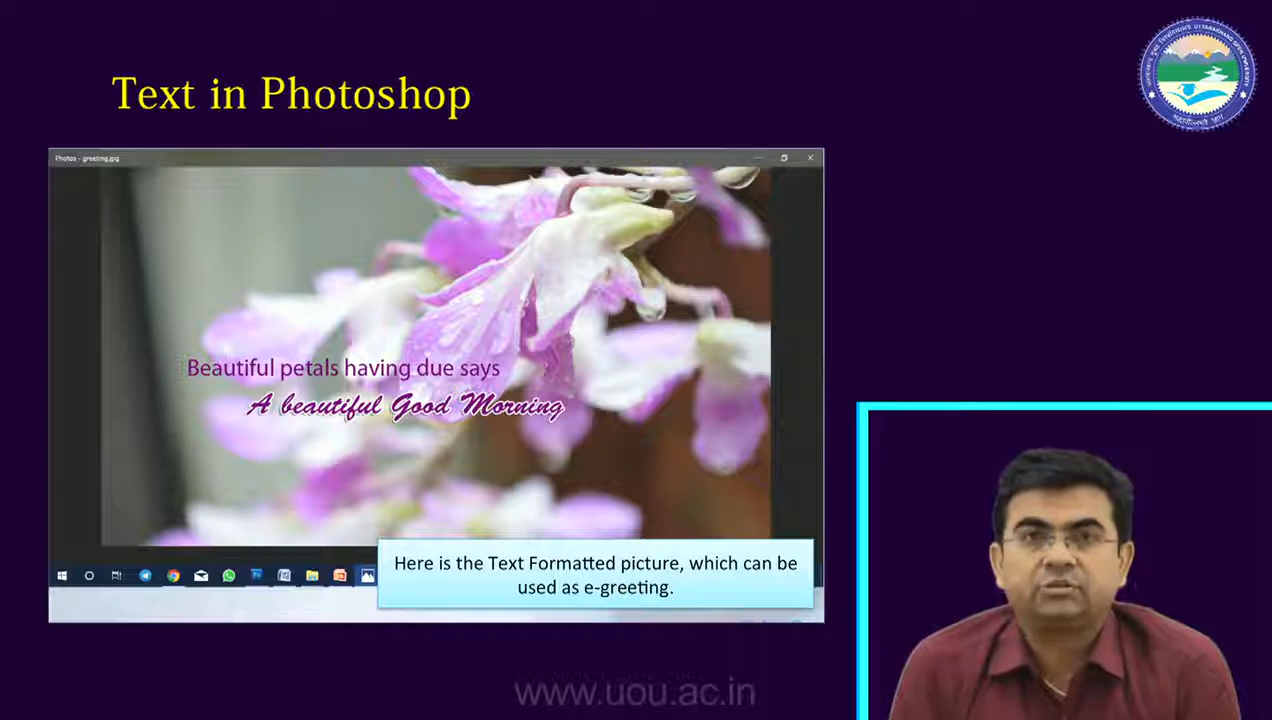 Text in Photoshop
Photos - greeting.jpg
Beautiful petals having due says
A beautiful Good Morning
Here is the Text Formatted picture, which can be
used as e-greeting.
www.uou.ac.in